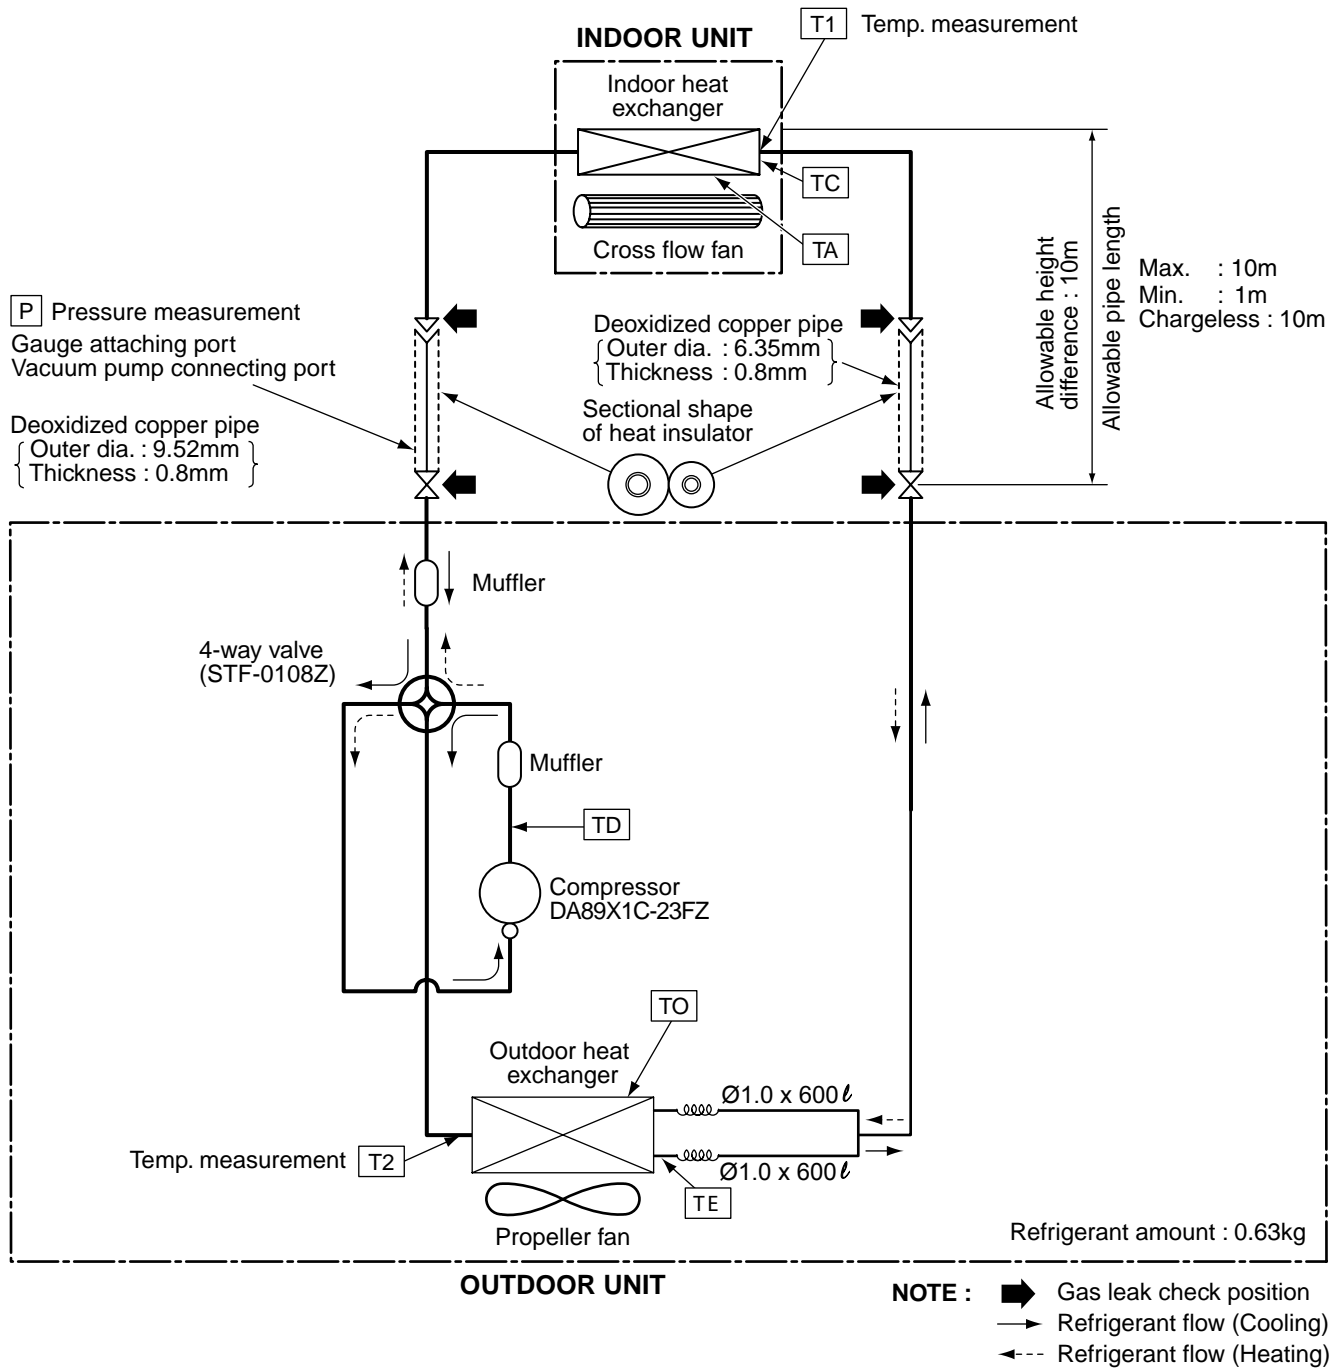 T1 Temp. measurement
INDOOR UNIT
Indoor heat
exchanger
TC
Cross flow fan
TA
Allowable height
difference : 10m
Allowable pipe length
Max. : 10m
Min. : 1m
Chargeless : 10m
P Pressure measurement
Gauge attaching port
Vacuum pump connecting port
Deoxidized copper pipe
Outer dia. : 9.52mm
Thickness : 0.8mm
Deoxidized copper pipe
Outer dia. : 6.35mm
Thickness : 0.8mm
Sectional shape
of heat insulator
Muffler
4-way valve
(STF-0108Z)
Muffler
TD
Compressor
DA89X1C-23FZ
TO
Outdoor heat
exchanger
Ø1.0 x 600ℓ
Temp. measurement T2
Ø1.0 x 600ℓ
TE
Propeller fan
Refrigerant amount : 0.63kg
OUTDOOR UNIT
NOTE : Gas leak check position
Refrigerant flow (Cooling)
Refrigerant flow (Heating)